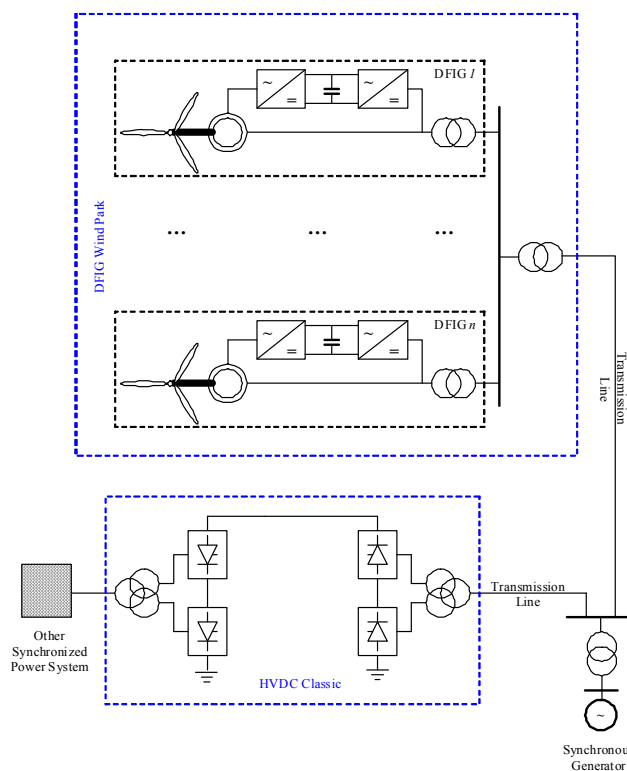 DFIG 1
DFIG Wind Park
...
...
...
DFIG n
Transmission
Line
Transmission
Line
Other
Synchronized
Power System
HVDC Classic
Synchronou
Generator